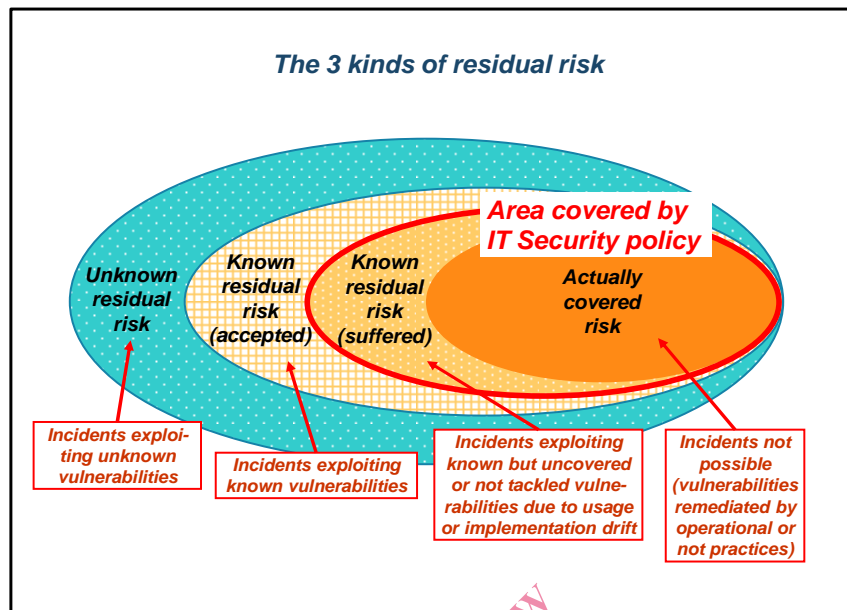 The 3 kinds of residual risk
Area covered by
IT Security policy
Unknown
residual
risk
Known
residual
risk
(accepted)
Known
residual
risk
(suffered)
Actually
covered
risk
Incidents exploi-
ting unknown
vulnerabilities
Incidents exploiting
known vulnerabilities
Incidents exploiting
known but uncovered
or not tackled vulne-
rabilities due to usage
or implementation drift
Incidents not
possible
(vulnerabilities
remediated by
operational or
not practices)